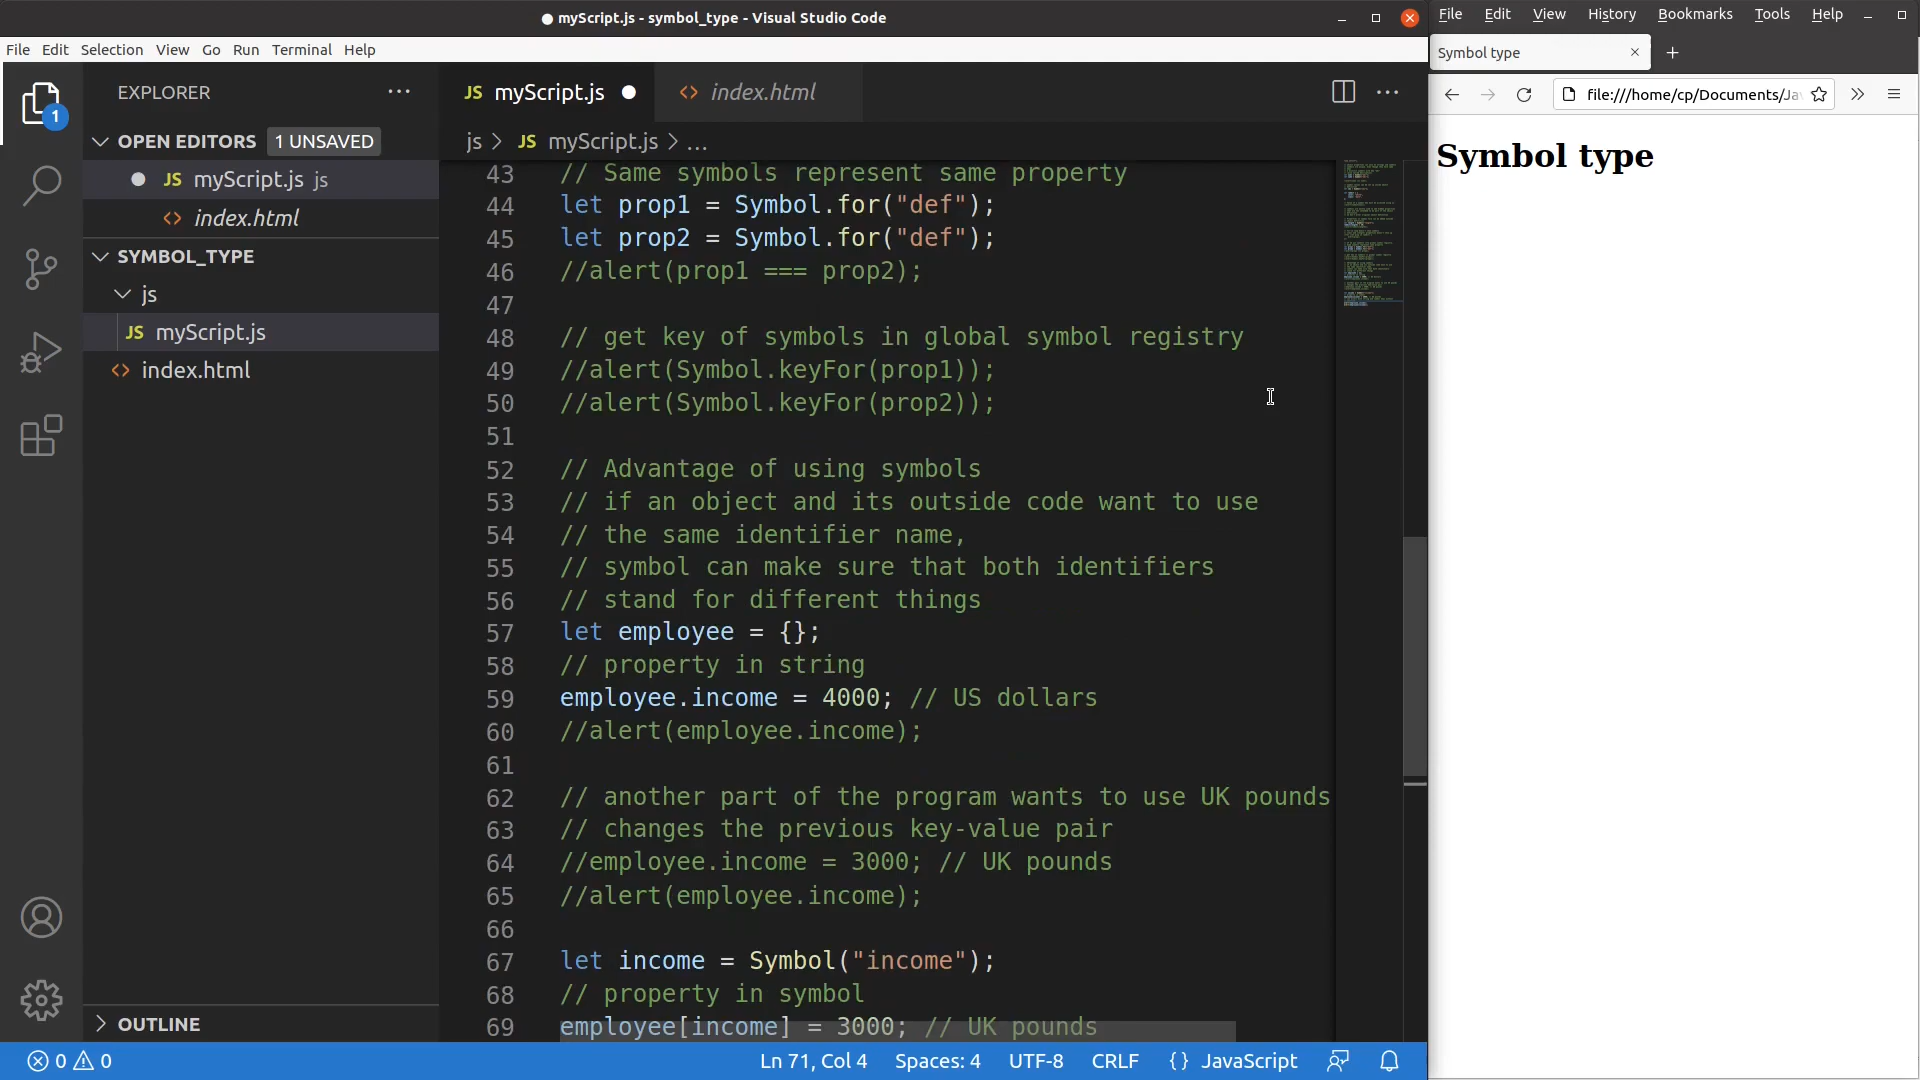 myScript.js - symbol_type - Visual Studio Code
File Edit Selection View Go Run Terminal Help
EXPLORER
OPEN EDITORS 1 UNSAVED
JS myScript.js js
<> index.html
SYMBOL_TYPE
js
JS myScript.js
<> index.html
OUTLINE
1
JS myScript.js
<> index.html
js > JS myScript.js > ...
43 // Same symbols represent same property
44 let prop1 = Symbol.for("def");
45 let prop2 = Symbol.for("def");
46 //alert(prop1 === prop2);
47
48 // get key of symbols in global symbol registry
49 //alert(Symbol.keyFor(prop1));
50 //alert(Symbol.keyFor(prop2));
51
52 // Advantage of using symbols
53 // if an object and its outside code want to use
54 // the same identifier name,
55 // symbol can make sure that both identifiers
56 // stand for different things
57 let employee = {};
58 // property in string
59 employee.income = 4000; // US dollars
60 //alert(employee.income);
61
62 // another part of the program wants to use UK pounds
63 // changes the previous key-value pair
64 //employee.income = 3000; // UK pounds
65 //alert(employee.income);
66
67 let income = Symbol("income");
68 // property in symbol
69 employee[income] = 3000; // UK pounds
0 0
Ln 71, Col 4 Spaces: 4 UTF-8 CRLF {} JavaScript
File Edit View History Bookmarks Tools Help
Symbol type
file:///home/cp/Documents/Ja
Symbol type